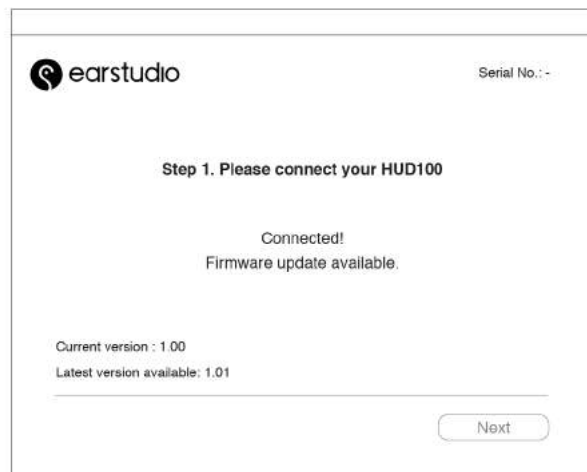 earstudio
Serial No.: -
Step 1. Please connect your HUD100
Connected!
Firmware update available.
Current version : 1.00
Latest version available: 1.01
Next